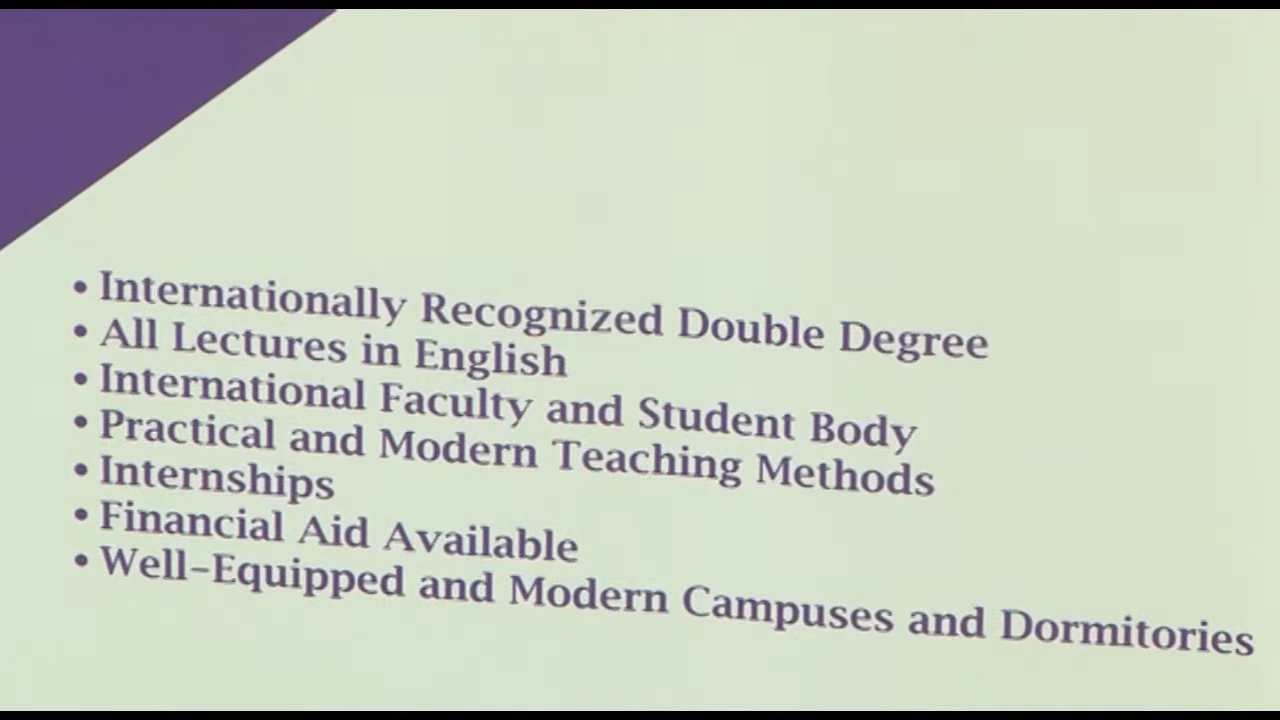 • Internationally Recognized Double Degree
• All Lectures in English
• International Faculty and Student Body
• Practical and Modern Teaching Methods
• Internships
• Financial Aid Available
• Well-Equipped and Modern Campuses and Dormitories